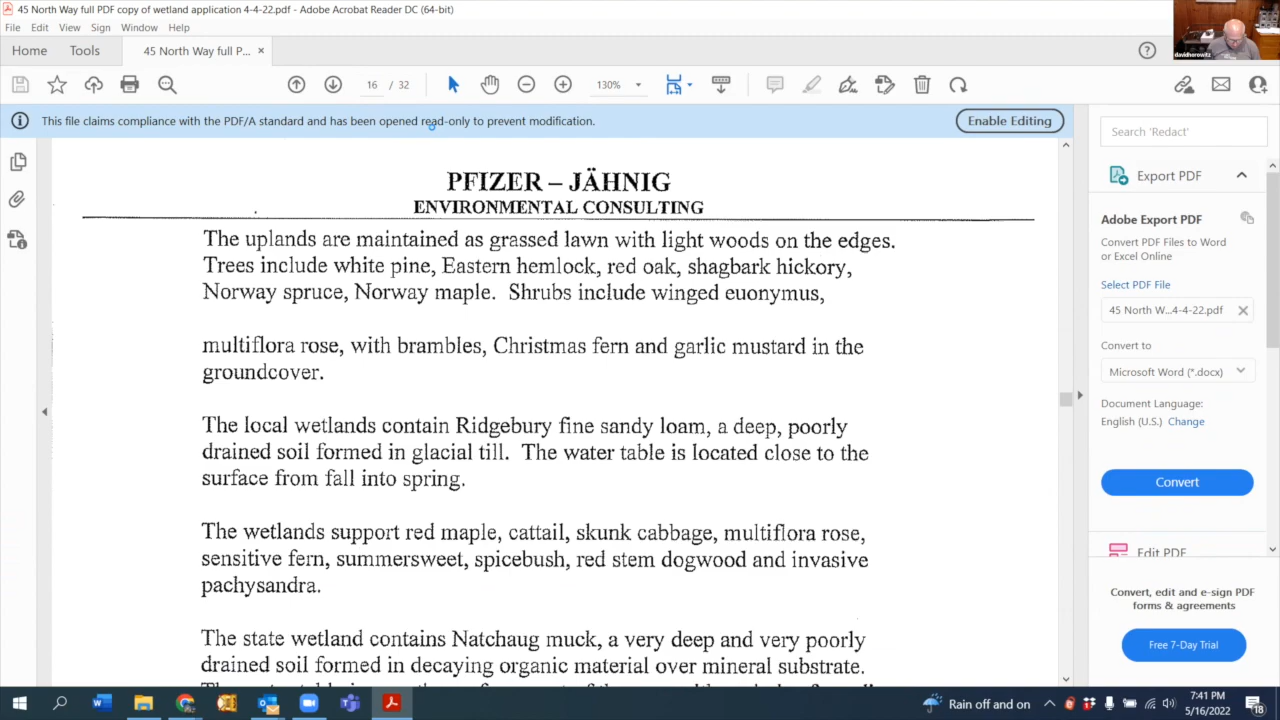 45 North Way full PDF copy of wetland application 4-4-22.pdf - Adobe Acrobat Reader DC (64-bit)
File Edit View Sign Window Help
Home Tools 45 North Way full P... ×
16 / 32 130%
This file claims compliance with the PDF/A standard and has been opened read-only to prevent modification. Enable Editing
davidhorowitz
PFIZER – JÄHNIG
ENVIRONMENTAL CONSULTING
The uplands are maintained as grassed lawn with light woods on the edges.
Trees include white pine, Eastern hemlock, red oak, shagbark hickory,
Norway spruce, Norway maple. Shrubs include winged euonymus,
multiflora rose, with brambles, Christmas fern and garlic mustard in the
groundcover.
The local wetlands contain Ridgebury fine sandy loam, a deep, poorly
drained soil formed in glacial till. The water table is located close to the
surface from fall into spring.
The wetlands support red maple, cattail, skunk cabbage, multiflora rose,
sensitive fern, summersweet, spicebush, red stem dogwood and invasive
pachysandra.
The state wetland contains Natchaug muck, a very deep and very poorly
drained soil formed in decaying organic material over mineral substrate.
Search 'Redact'
Export PDF
Adobe Export PDF
Convert PDF Files to Word
or Excel Online
Select PDF File
45 North W...4-4-22.pdf
Convert to
Microsoft Word (*.docx)
Document Language:
English (U.S.) Change
Convert
Edit PDF
Convert, edit and e-sign PDF
forms & agreements
Free 7-Day Trial
Rain off and on
7:41 PM
5/16/2022
18